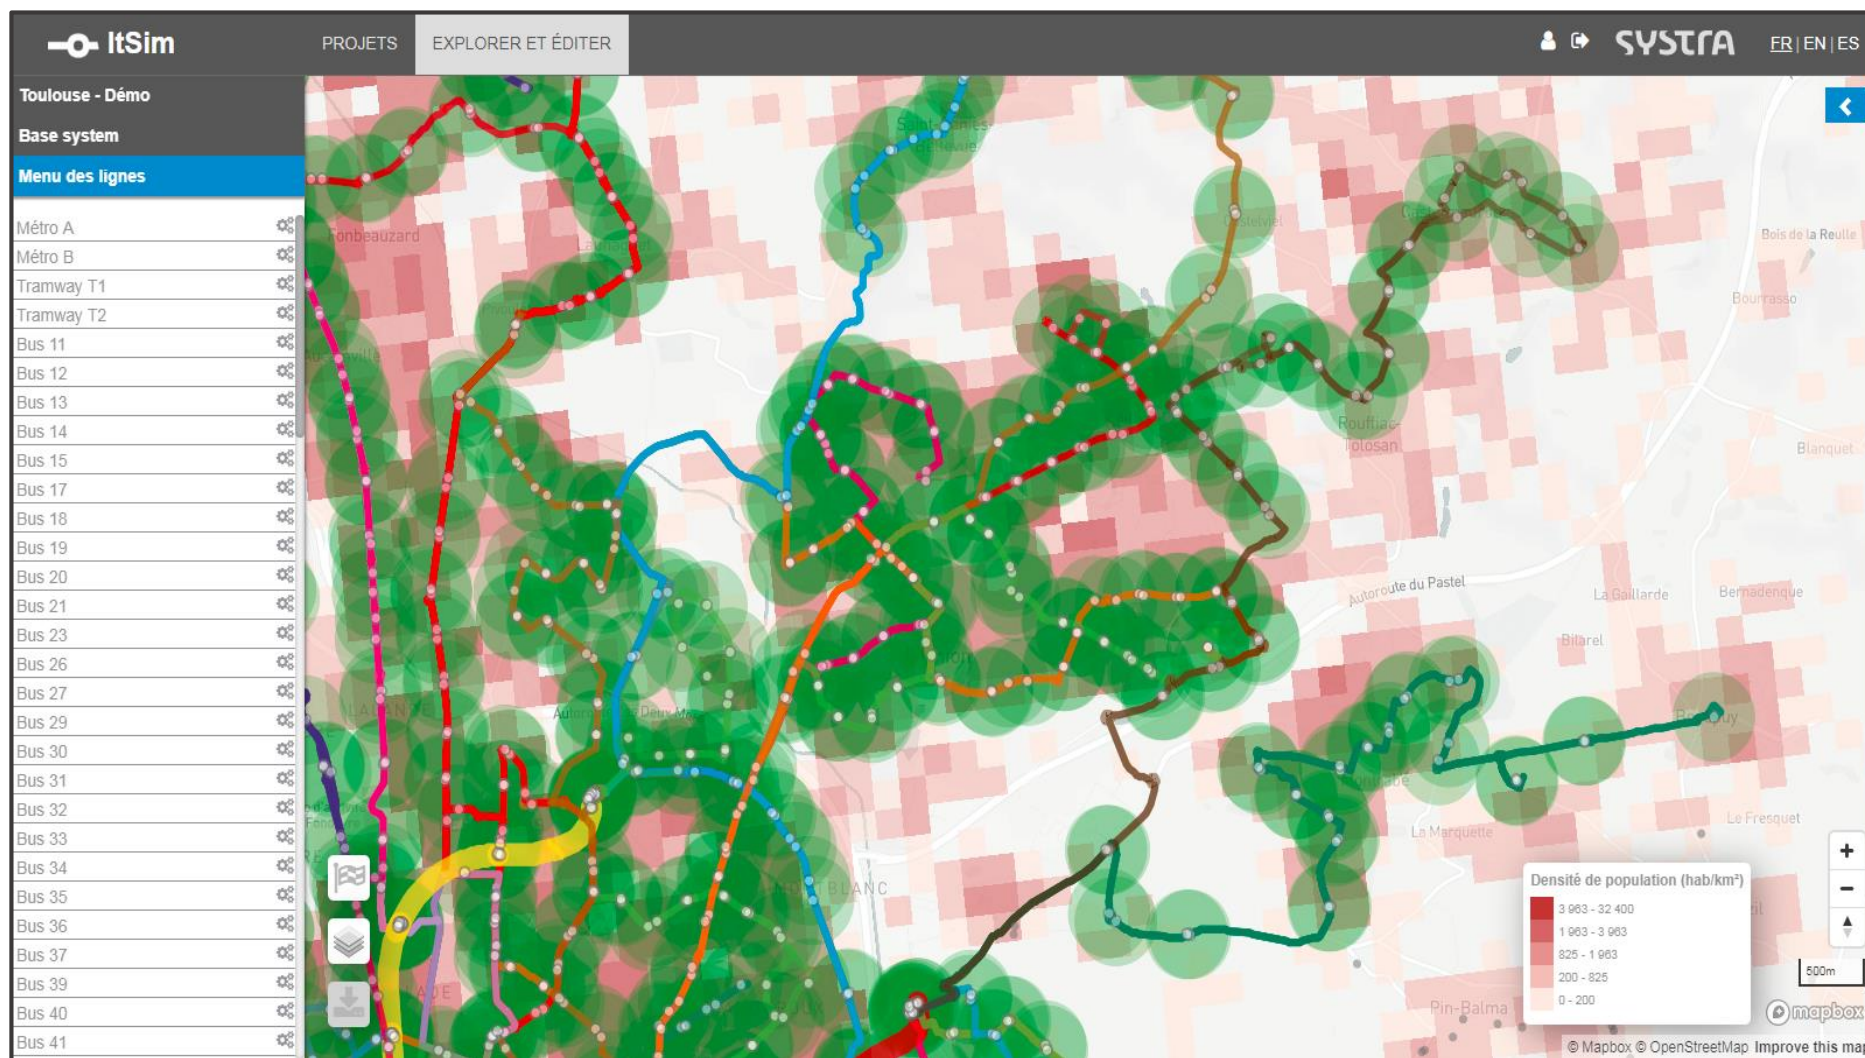 ItSim
PROJETS
EXPLORER ET ÉDITER
SYSTRA
FR | EN | ES
Toulouse - Démo
Base system
Menu des lignes
Métro A
Métro B
Tramway T1
Tramway T2
Bus 11
Bus 12
Bus 13
Bus 14
Bus 15
Bus 17
Bus 18
Bus 19
Bus 20
Bus 21
Bus 23
Bus 26
Bus 27
Bus 29
Bus 30
Bus 31
Bus 32
Bus 33
Bus 34
Bus 35
Bus 36
Bus 37
Bus 39
Bus 40
Bus 41
Fonbeauzard
Bois de la Reulle
Bourrasso
Rouffiac-
Tolosan
Blanquet
Autoroute du Pastel
La Gaillarde
Bernadenque
Bilarel
La Marquette
Le Fresquet
Pin-Balma
Densité de population (hab/km²)
3 963 - 32 400
1 963 - 3 963
825 - 1 963
200 - 825
0 - 200
500m
mapbox
© Mapbox © OpenStreetMap Improve this map